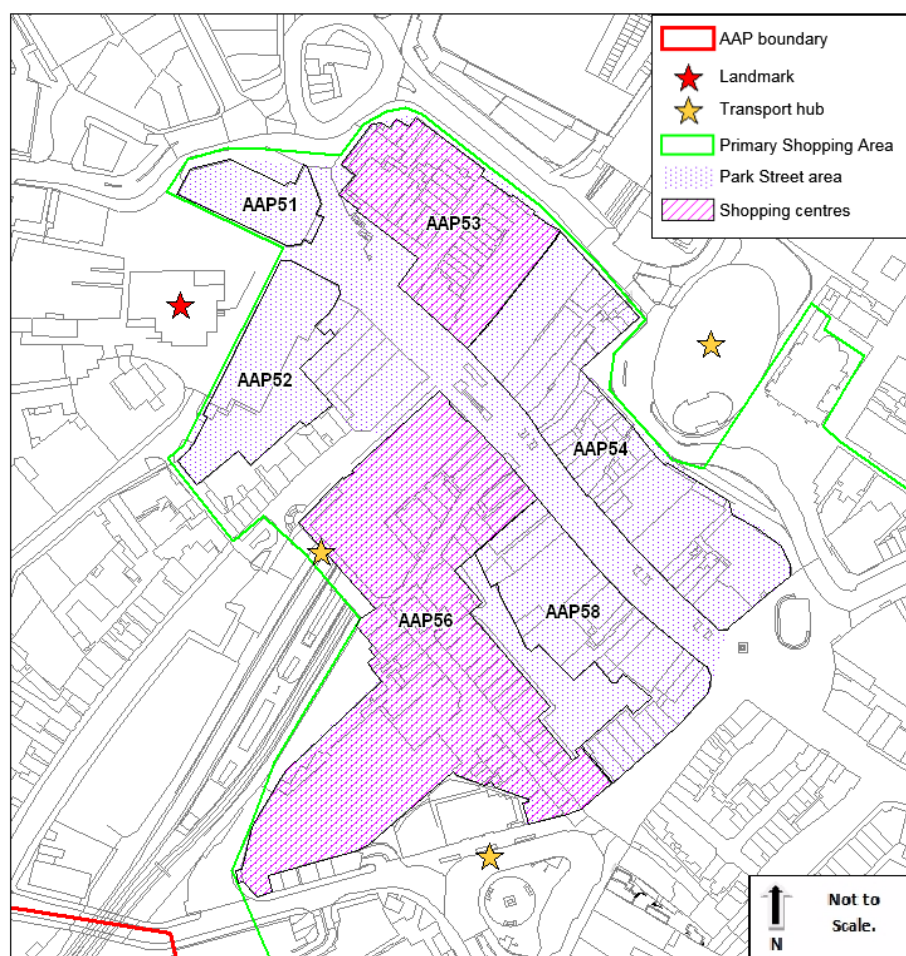 AAP boundary
Landmark
Transport hub
Primary Shopping Area
Park Street area
Shopping centres
AAP51
AAP53
AAP52
AAP54
AAP56
AAP58
Not to
Scale.
N